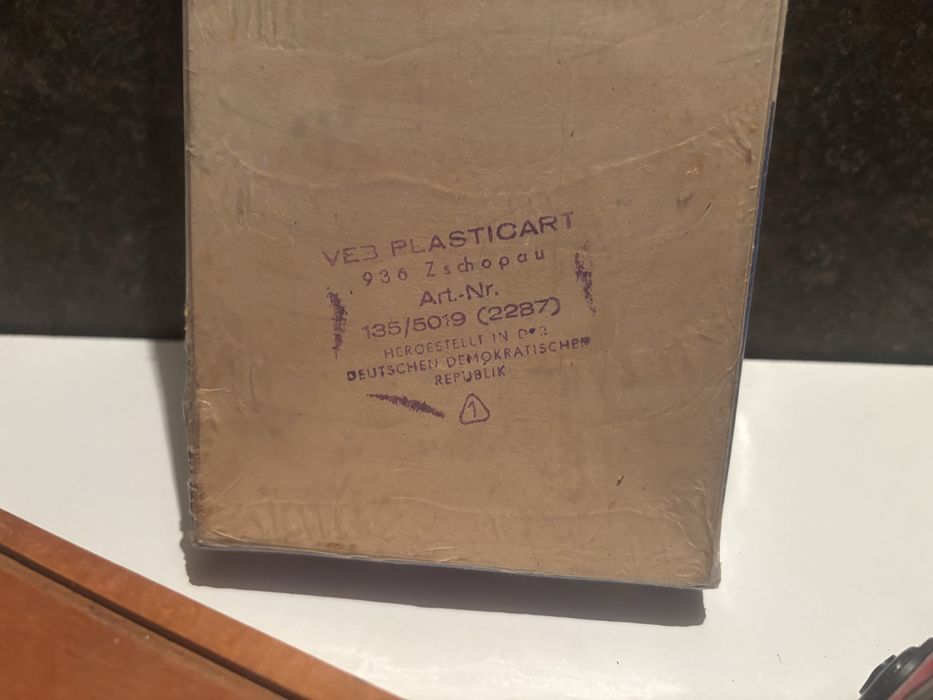 VEB PLASTICART
936 Zschopau
Art.-Nr.
135/5019 (2287)
HERGESTELLT IN DER
DEUTSCHEN DEMOKRATISCHEN
REPUBLIK
1